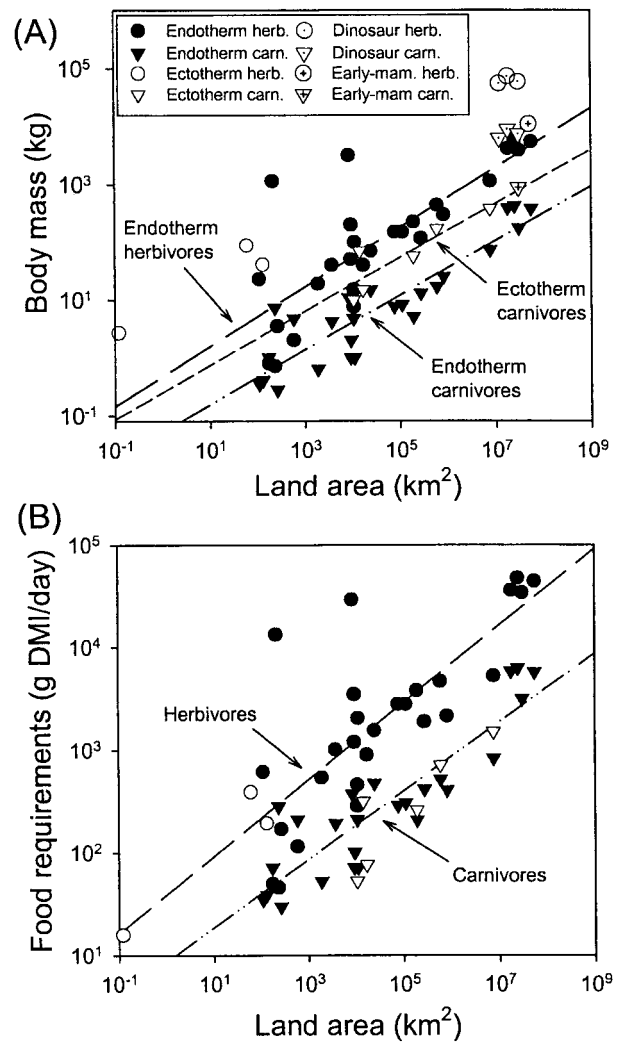 (A)
Endotherm herb.
Endotherm carn.
Ectotherm herb.
Ectotherm carn.
Dinosaur herb.
Dinosaur carn.
Early-mam. herb.
Early-mam carn.
Body mass (kg)
10^5
10^3
10^1
10^-1
Endotherm
herbivores
Ectotherm
carnivores
Endotherm
carnivores
10^-1 10^1 10^3 10^5 10^7 10^9
Land area (km²)
(B)
Food requirements (g DMI/day)
10^5
10^4
10^3
10^2
10^1
Herbivores
Carnivores
10^-1 10^1 10^3 10^5 10^7 10^9
Land area (km²)